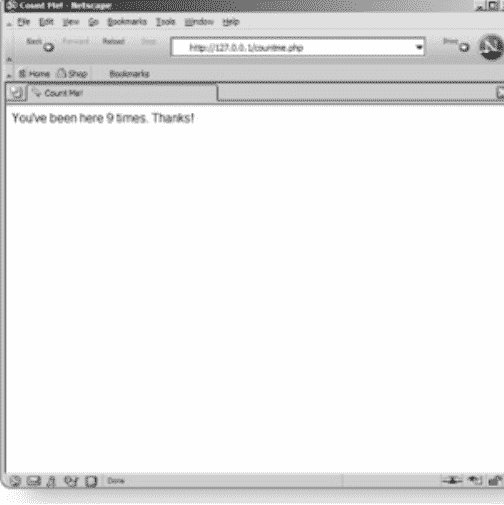 Count Me! - Netscape
File Edit View Go Bookmarks Tools Window Help
Back Forward Reload Stop http://127.0.0.1/countme.php Print
Home Shop Bookmarks
Count Me!
You've been here 9 times. Thanks!
Done